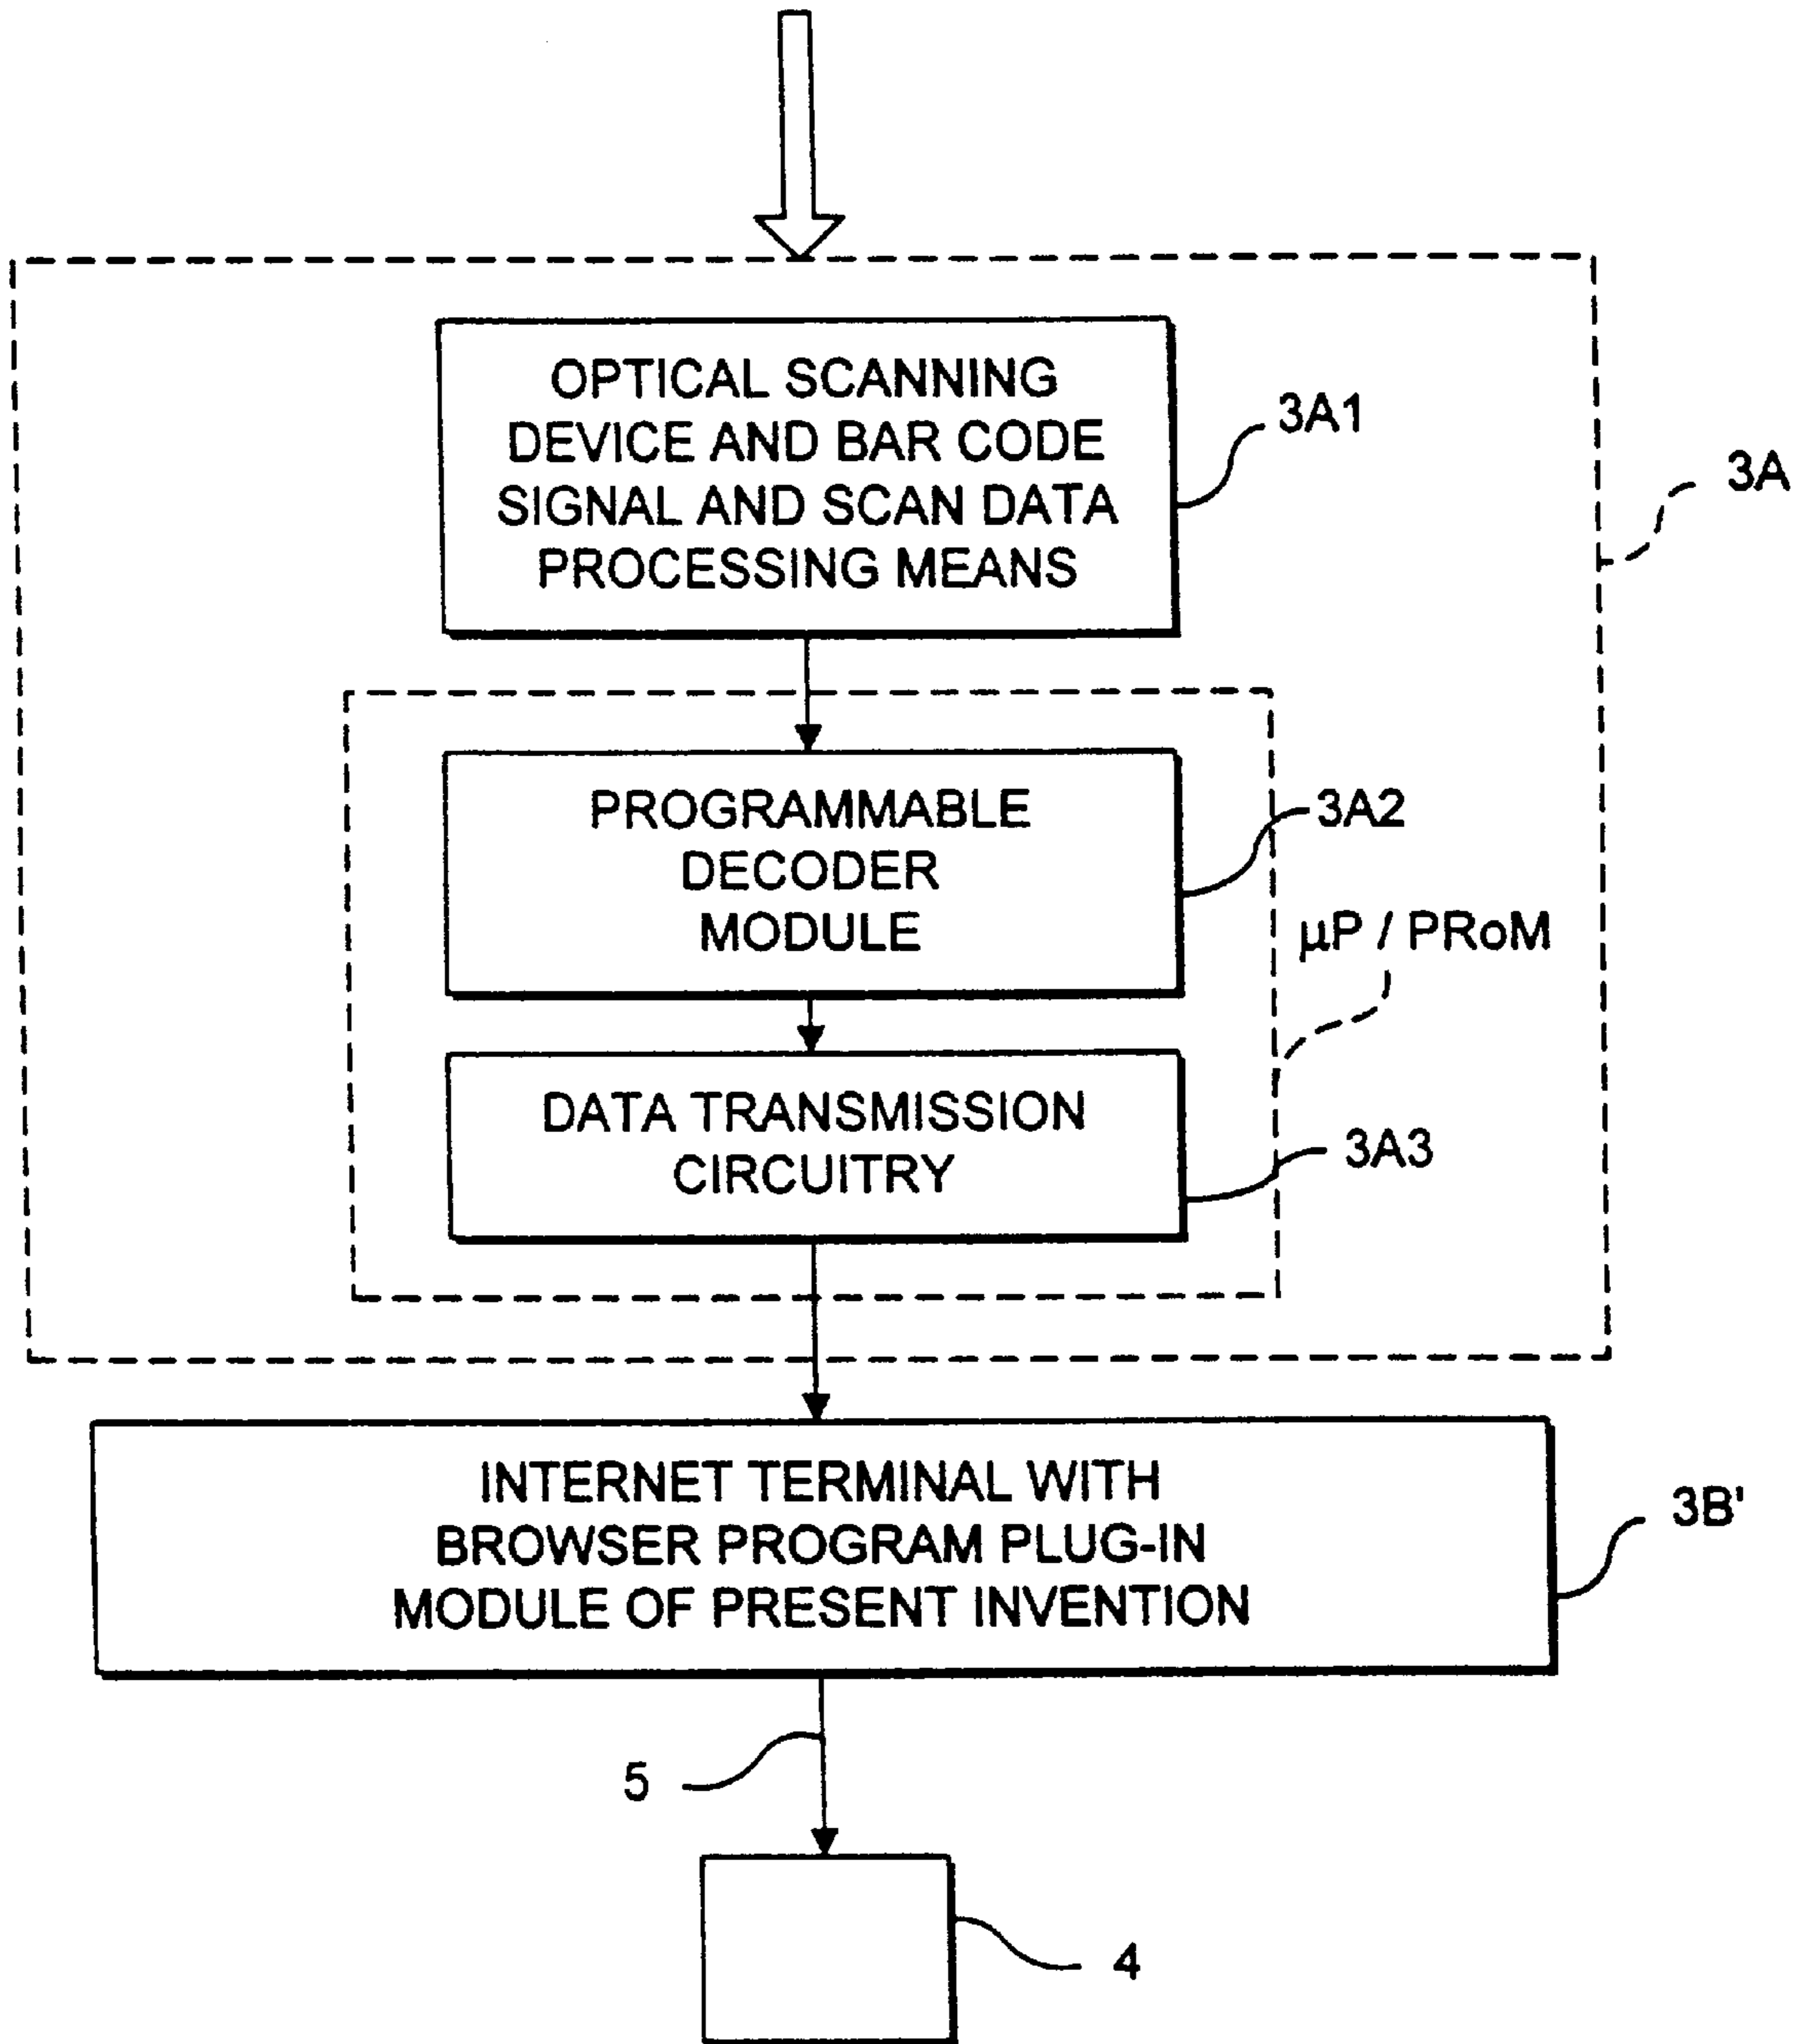 OPTICAL SCANNING
DEVICE AND BAR CODE
SIGNAL AND SCAN DATA
PROCESSING MEANS
3A1
3A
PROGRAMMABLE
DECODER
MODULE
3A2
µP / PRoM
DATA TRANSMISSION
CIRCUITRY
3A3
INTERNET TERMINAL WITH
BROWSER PROGRAM PLUG-IN
MODULE OF PRESENT INVENTION
3B'
5
4